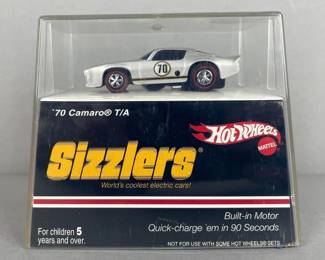 70
'70 Camaro® T/A
Hot Wheels
MATTEL
Sizzlers
World's coolest electric cars!
Built-in Motor
Quick-charge 'em in 90 Seconds
For children 5
years and over.
NOT FOR USE WITH SOME HOT WHEELS® SETS